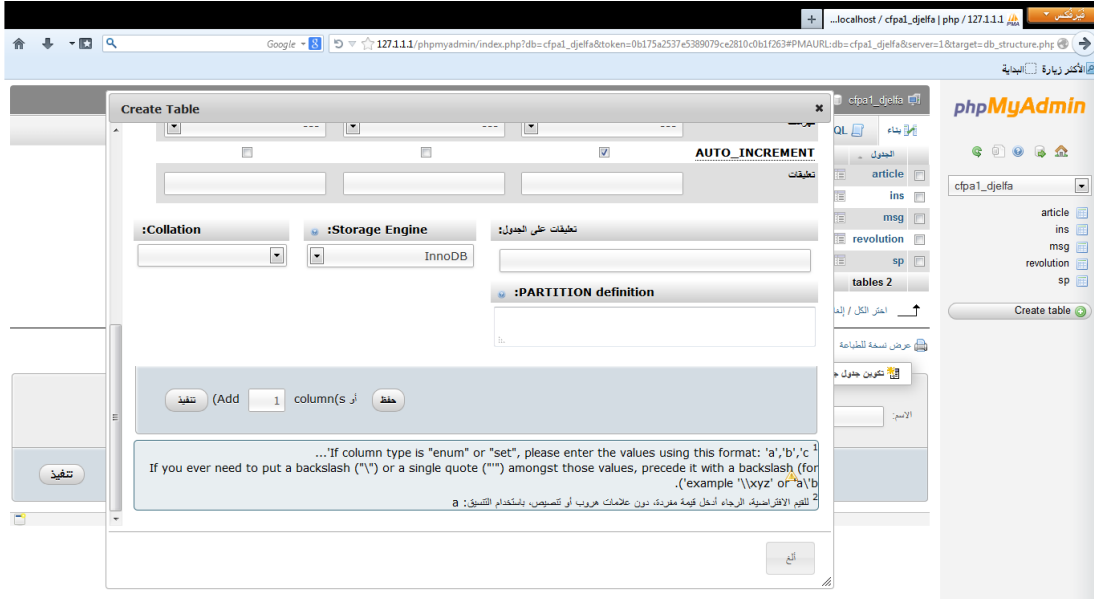 فيرفكس
...localhost / cfpa1_djelfa | php / 127.1.1.1
127.1.1.1/phpmyadmin/index.php?db=cfpa1_djelfa&token=0b175a2537e5389079ce2810c0b1f263#PMAURL:db=cfpa1_djelfa&server=1&target=db_structure.php
Google
الأكثر زيارة
البداية
phpMyAdmin
cfpa1_djelfa
article
ins
msg
revolution
sp
Create table
cfpa1_djelfa
بناء
QL
الجدول
article
ins
msg
revolution
sp
tables 2
اختر الكل / إلغا
عرض نسخة للطباعة
تكوين جدول ج
الاسم:
تنفيذ
Create Table
---
---
---
AUTO_INCREMENT
تعليقات
تعليقات على الجدول:
:Storage Engine
:Collation
InnoDB
:PARTITION definition
حفظ أو column(s 1 (Add تنفيذ
1 If column type is "enum" or "set", please enter the values using this format: 'a','b','c'...
If you ever need to put a backslash ("\") or a single quote ("'") amongst those values, precede it with a backslash (for
example '\\xyz' or 'a\'b').
2 للقيم الافتراضية، الرجاء أدخل قيمة مفردة، دون علامات هروب أو تنصيص، باستخدام التنسيق: a
ألغ